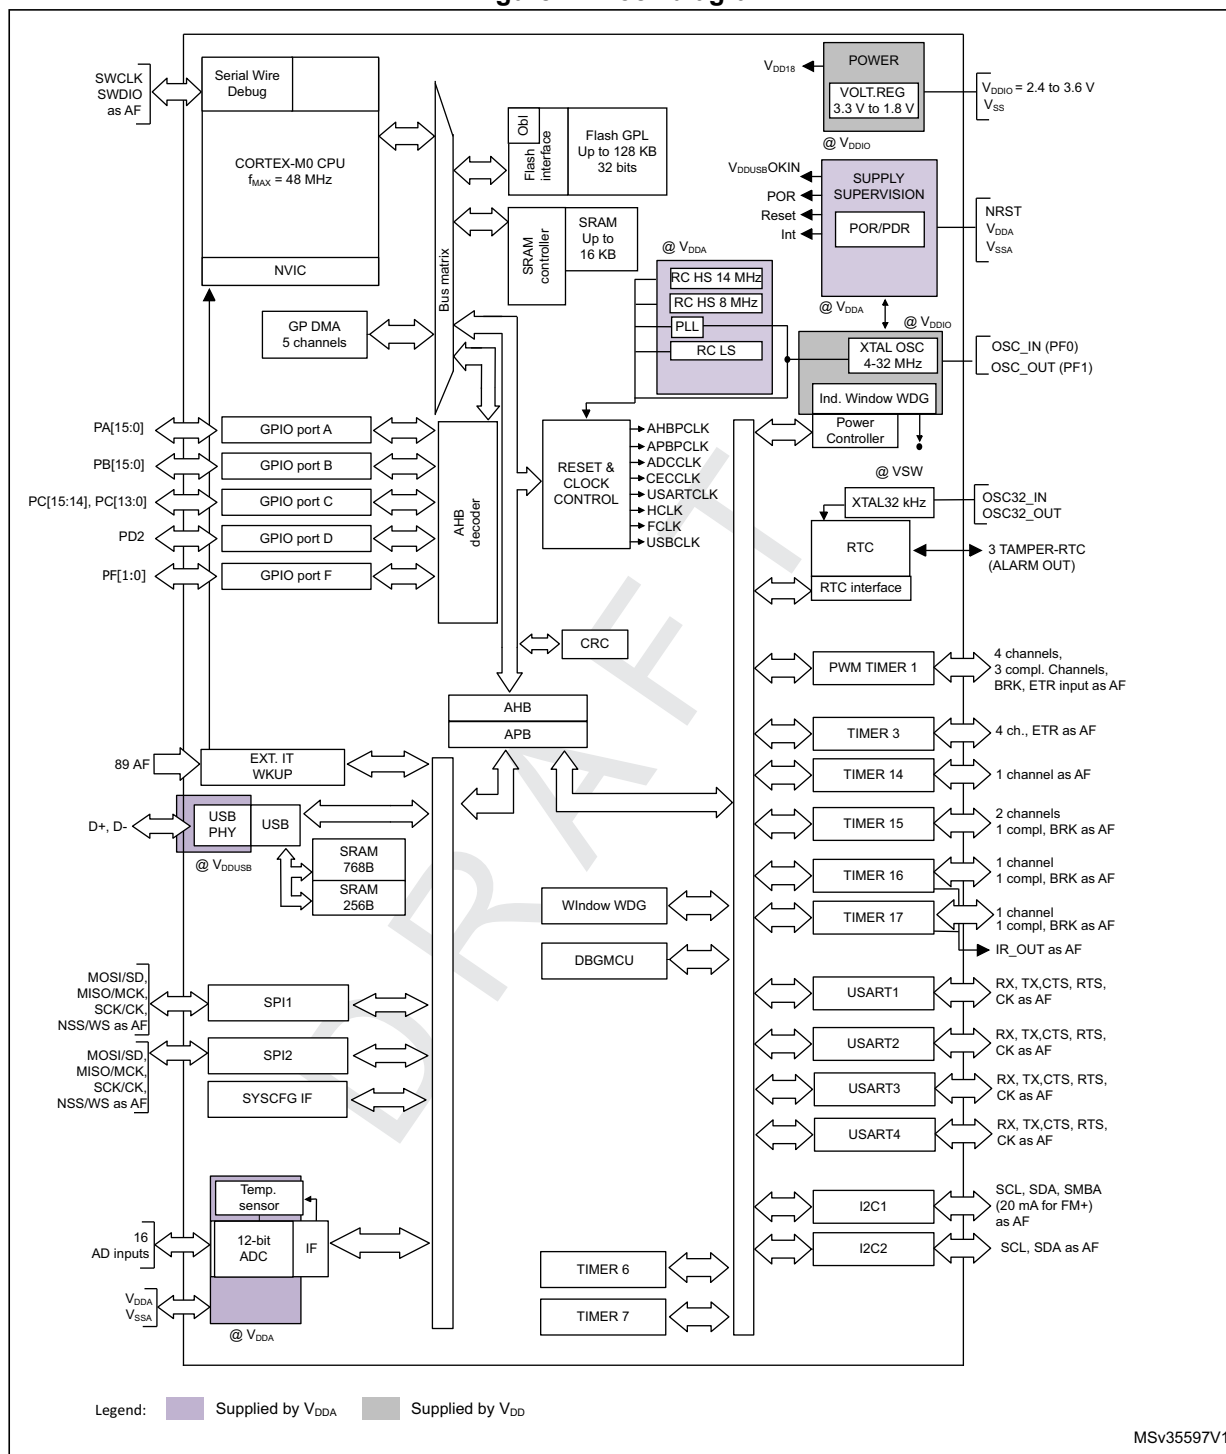 SWCLK
SWDIO
as AF
Serial Wire
Debug
CORTEX-M0 CPU
fMAX = 48 MHz
NVIC
GP DMA
5 channels
Bus matrix
Obl
Flash
interface
Flash GPL
Up to 128 KB
32 bits
SRAM
controller
SRAM
Up to
16 KB
VDD18
POWER
VOLT.REG
3.3 V to 1.8 V
VDDIO = 2.4 to 3.6 V
VSS
@ VDDIO
VDDUSBOKIN
POR
Reset
Int
SUPPLY
SUPERVISION
POR/PDR
NRST
VDDA
VSSA
@ VDDA
@ VDDA
RC HS 14 MHz
RC HS 8 MHz
PLL
RC LS
@ VDDIO
XTAL OSC
4-32 MHz
Ind. Window WDG
OSC_IN (PF0)
OSC_OUT (PF1)
Power
Controller
@ VSW
XTAL32 kHz
OSC32_IN
OSC32_OUT
RTC
RTC interface
3 TAMPER-RTC
(ALARM OUT)
PA[15:0]
GPIO port A
PB[15:0]
GPIO port B
PC[15:14], PC[13:0]
GPIO port C
PD2
GPIO port D
PF[1:0]
GPIO port F
AHB
decoder
RESET &
CLOCK
CONTROL
AHBPCLK
APBPCLK
ADCCLK
CECCLK
USARTCLK
HCLK
FCLK
USBCLK
CRC
AHB
APB
DRAFT
PWM TIMER 1
4 channels,
3 compl. Channels,
BRK, ETR input as AF
TIMER 3
4 ch., ETR as AF
TIMER 14
1 channel as AF
TIMER 15
2 channels
1 compl, BRK as AF
TIMER 16
1 channel
1 compl, BRK as AF
TIMER 17
1 channel
1 compl, BRK as AF
IR_OUT as AF
89 AF
EXT. IT
WKUP
D+, D-
USB
PHY
USB
@ VDDUSB
SRAM
768B
SRAM
256B
WIndow WDG
DBGMCU
MOSI/SD,
MISO/MCK,
SCK/CK,
NSS/WS as AF
SPI1
MOSI/SD,
MISO/MCK,
SCK/CK,
NSS/WS as AF
SPI2
SYSCFG IF
USART1
RX, TX,CTS, RTS,
CK as AF
USART2
RX, TX,CTS, RTS,
CK as AF
USART3
RX, TX,CTS, RTS,
CK as AF
USART4
RX, TX,CTS, RTS,
CK as AF
Temp.
sensor
16
AD inputs
12-bit
ADC
IF
VDDA
VSSA
@ VDDA
I2C1
SCL, SDA, SMBA
(20 mA for FM+)
as AF
I2C2
SCL, SDA as AF
TIMER 6
TIMER 7
Legend:
Supplied by VDDA
Supplied by VDD
MSv35597V1